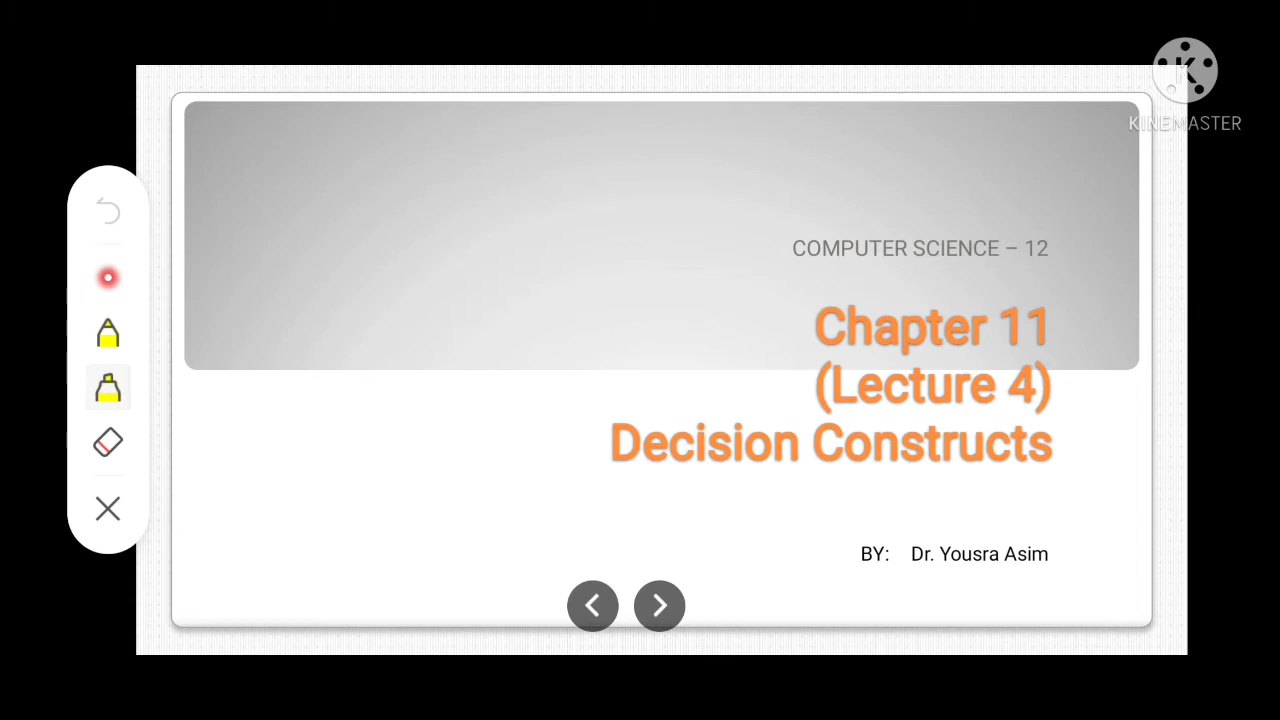 KINEMASTER
COMPUTER SCIENCE – 12
Chapter 11
(Lecture 4)
Decision Constructs
BY: Dr. Yousra Asim